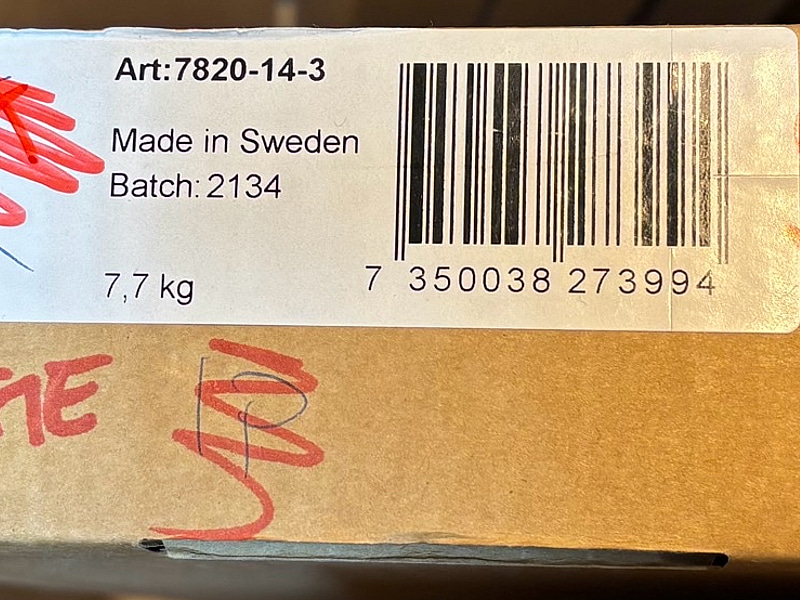 Art:7820-14-3
Made in Sweden
Batch: 2134
7,7 kg
7 350038 273994